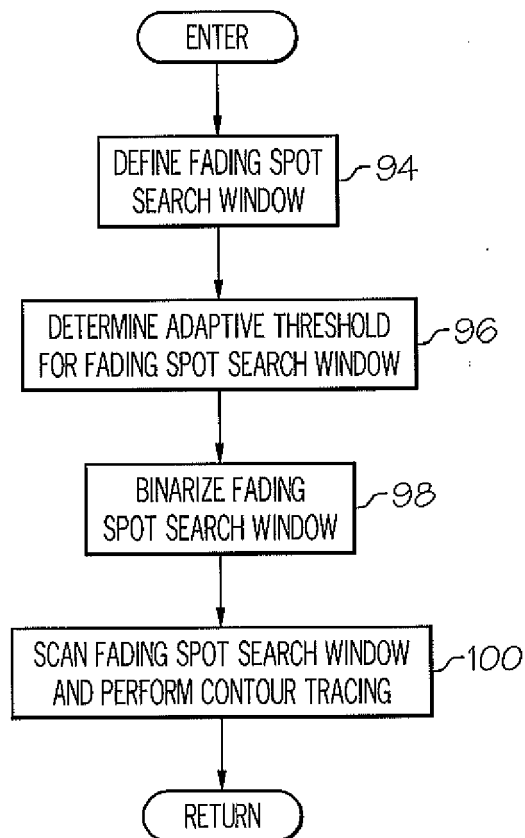 ENTER
DEFINE FADING SPOT
SEARCH WINDOW
94
DETERMINE ADAPTIVE THRESHOLD
FOR FADING SPOT SEARCH WINDOW
96
BINARIZE FADING
SPOT SEARCH WINDOW
98
SCAN FADING SPOT SEARCH WINDOW
AND PERFORM CONTOUR TRACING
100
RETURN